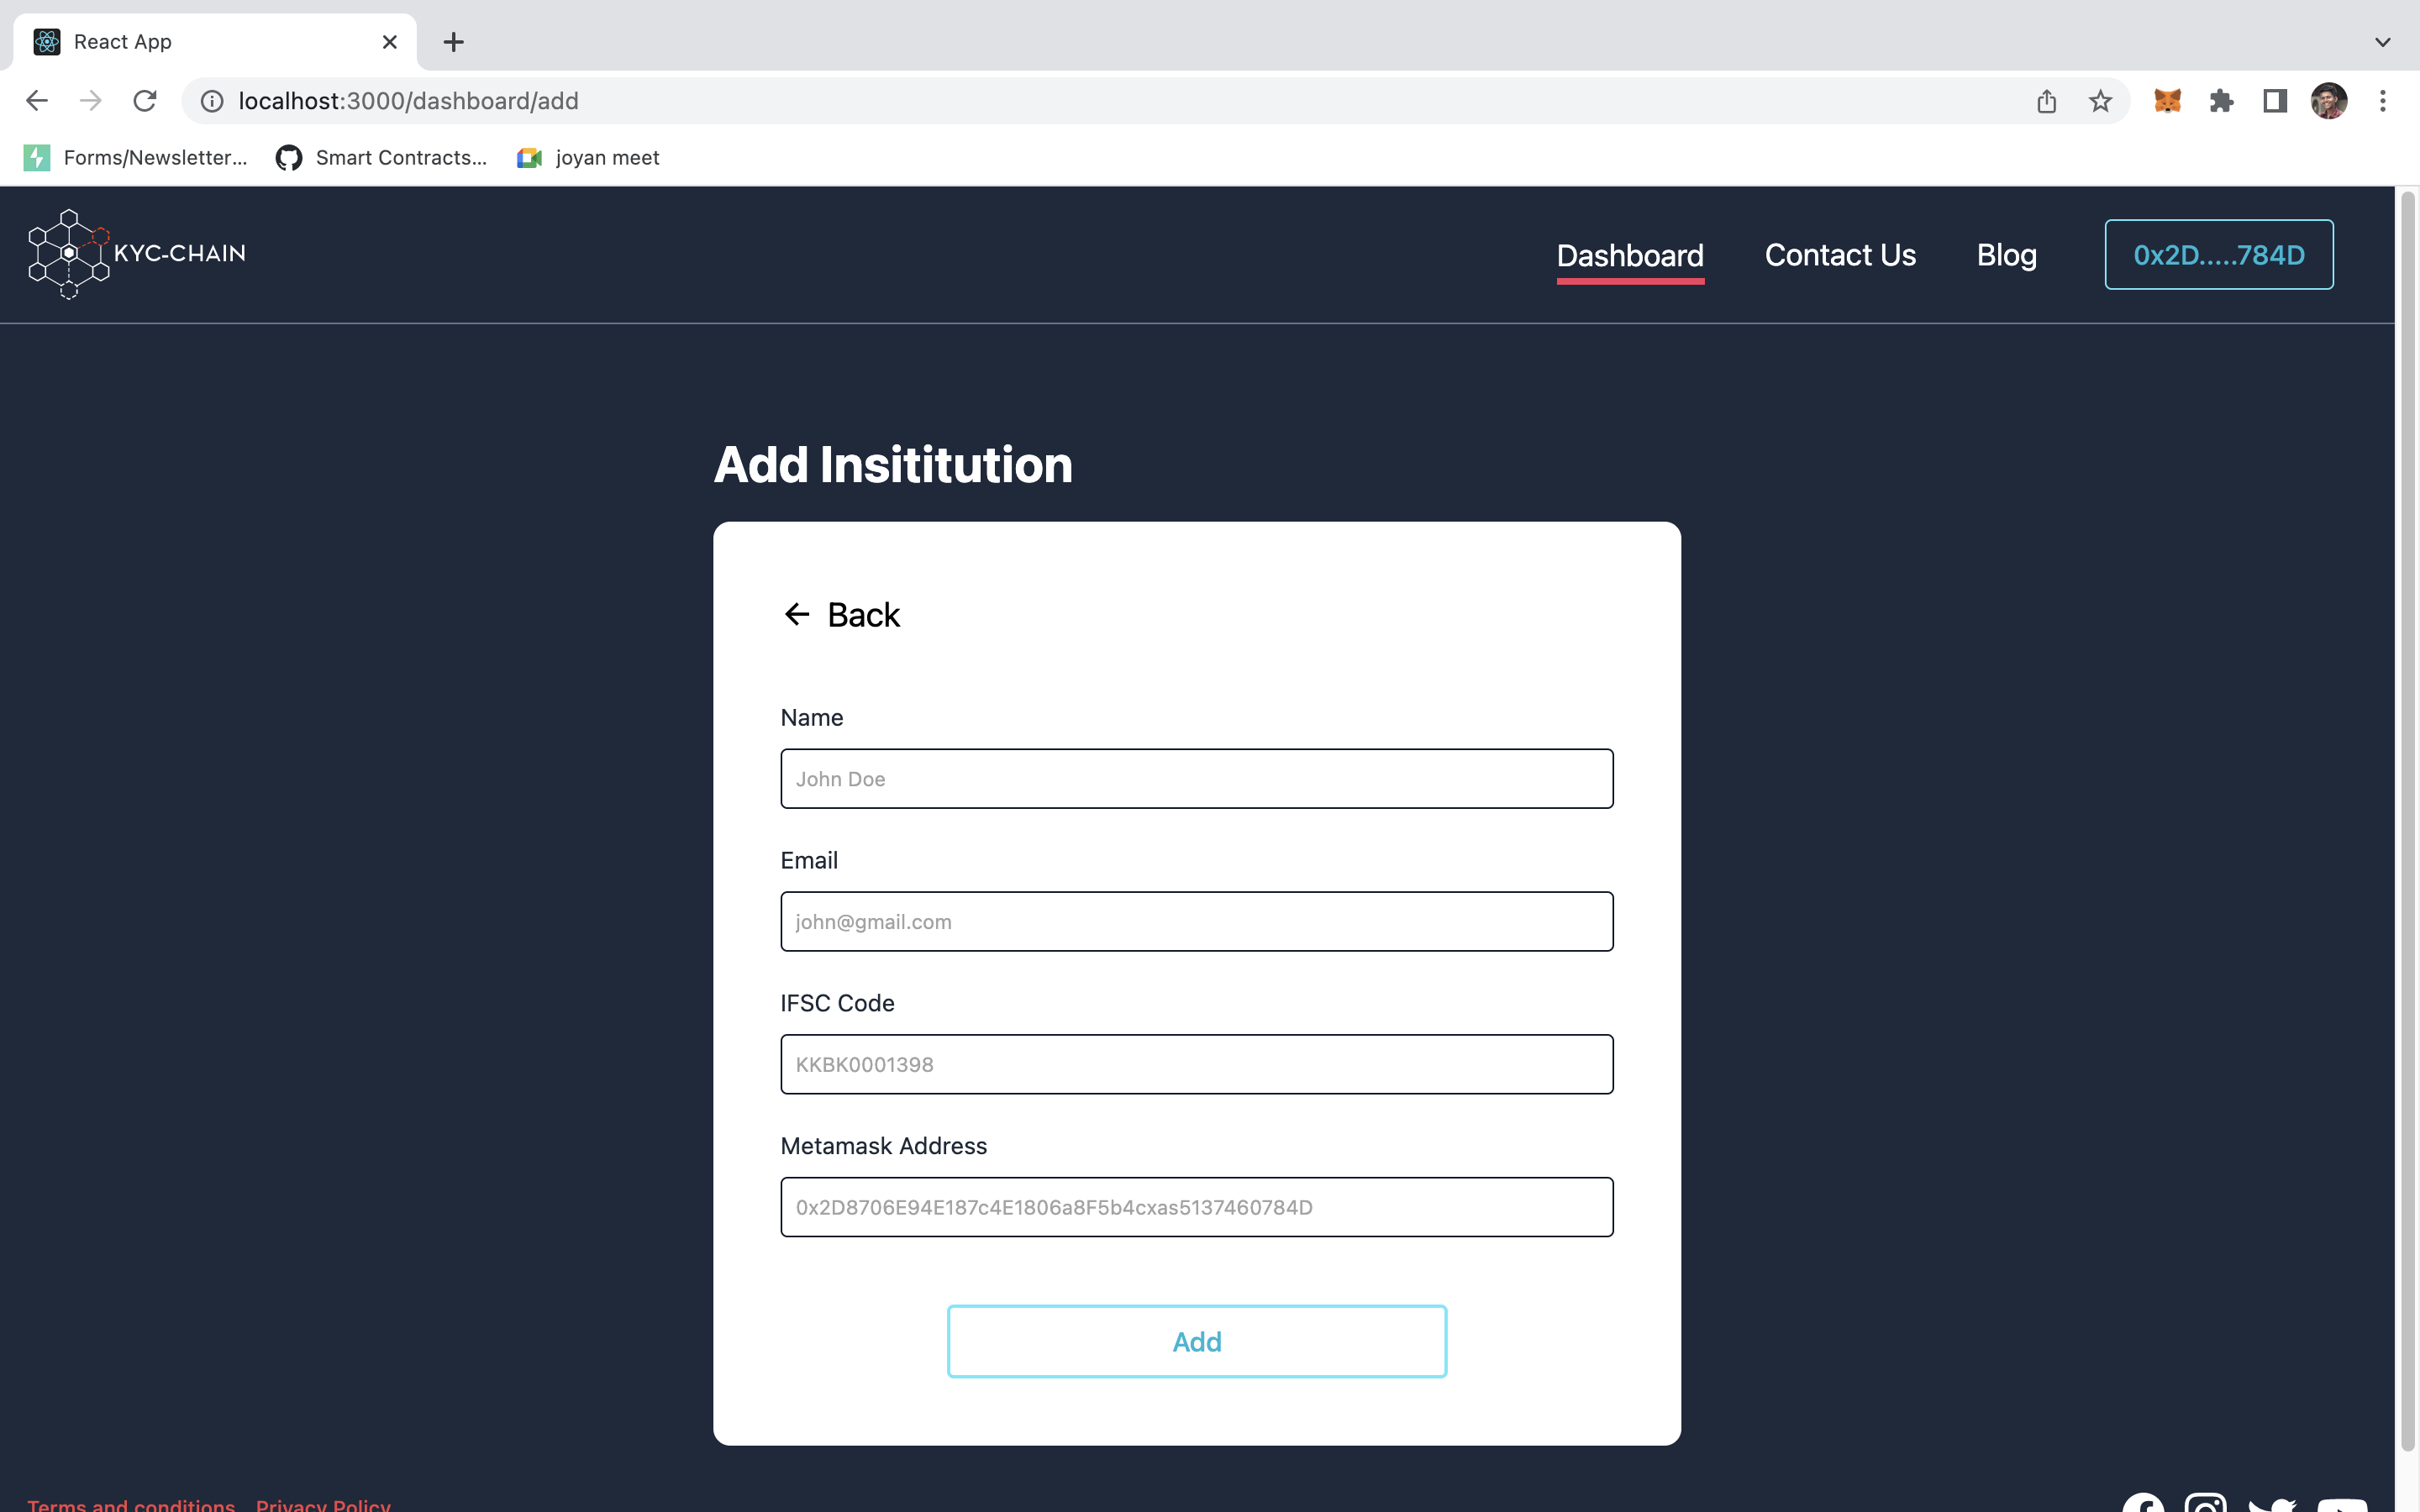 React App
localhost:3000/dashboard/add
Forms/Newsletter... Smart Contracts... joyan meet
KYC-CHAIN Dashboard Contact Us Blog 0x2D.....784D
Add Insititution
Back
Name
John Doe
Email
john@gmail.com
IFSC Code
KKBK0001398
Metamask Address
0x2D8706E94E187c4E1806a8F5b4cxas5137460784D
Add
Terms and conditions Privacy Policy